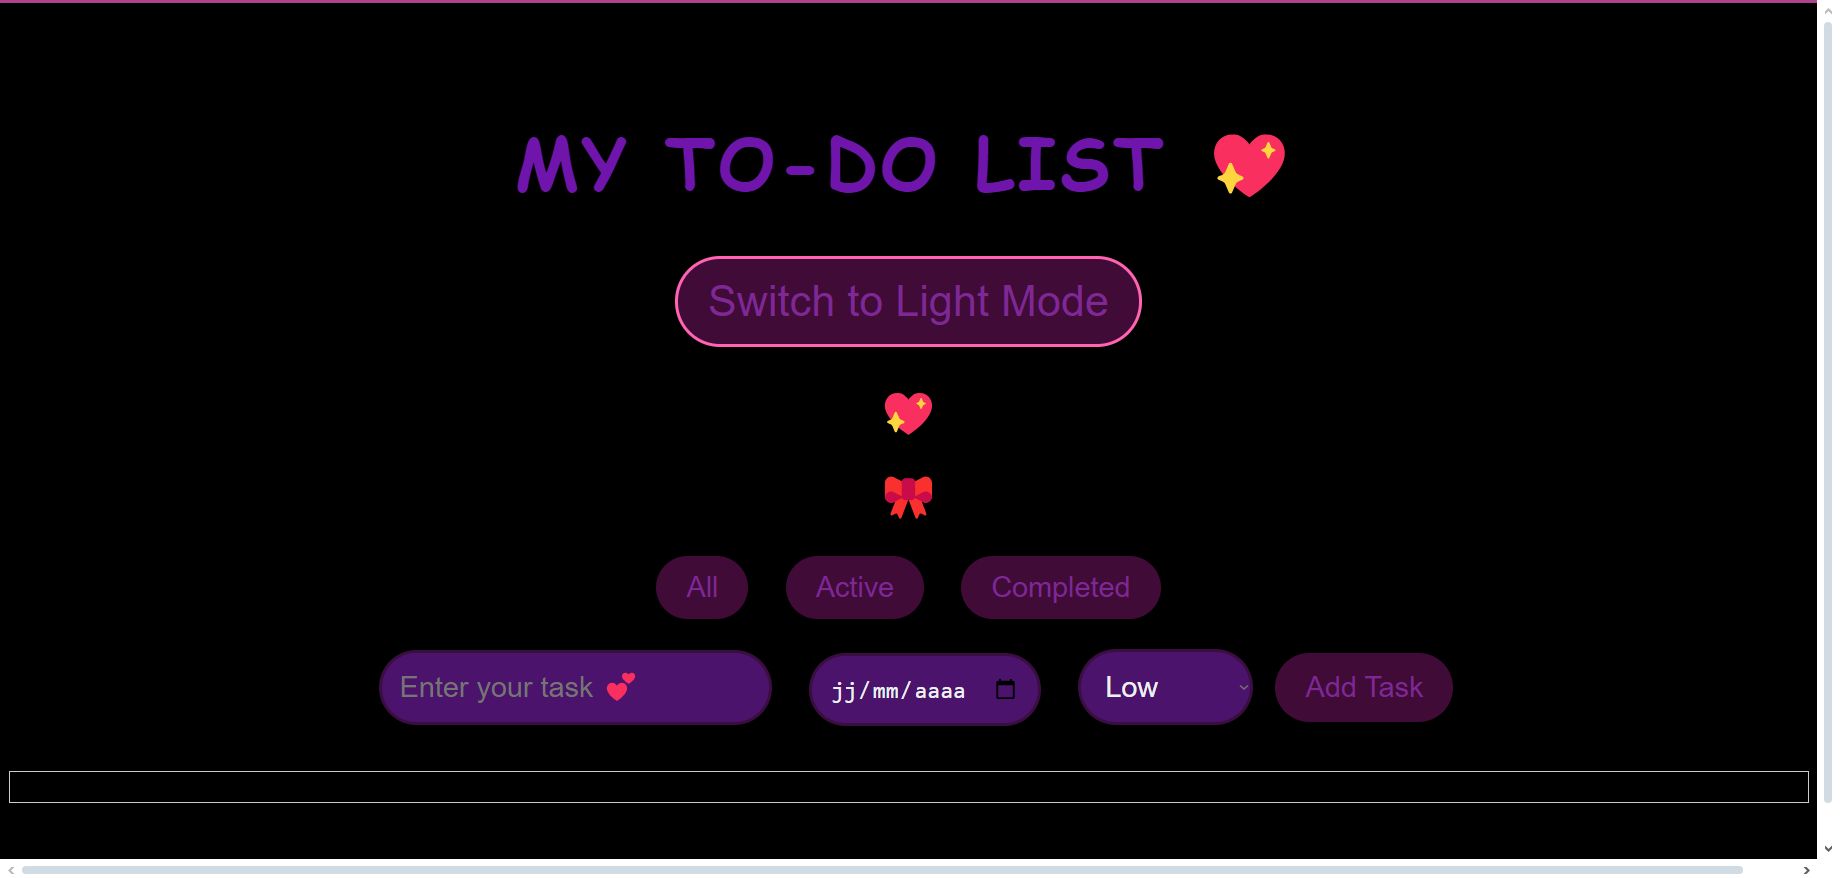 MY TO-DO LIST 💖
Switch to Light Mode
💖
🎀
All Active Completed
Enter your task 💕 jj/mm/aaaa Low Add Task